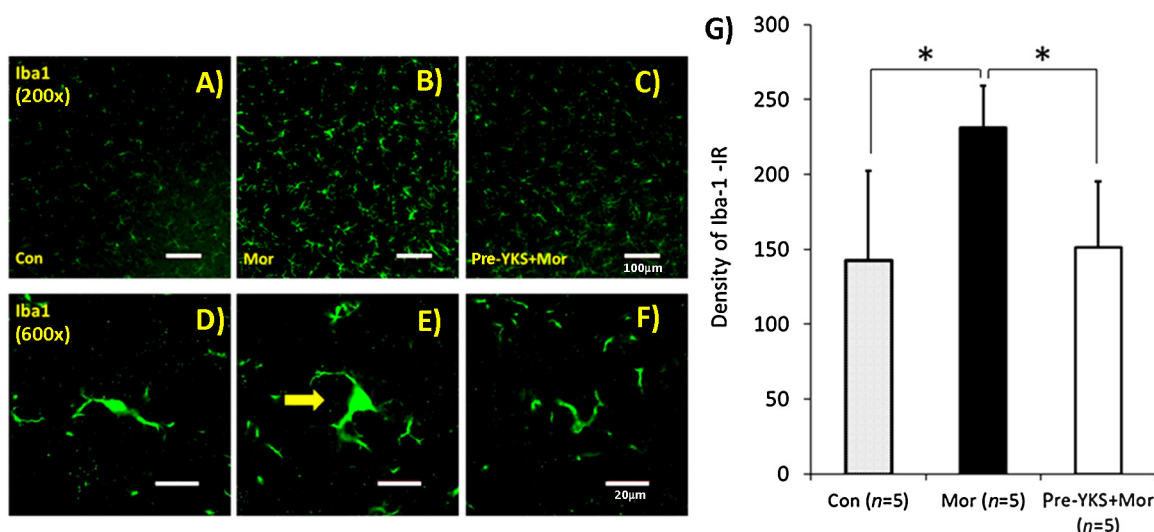 Iba1
(200x)
A)
B)
C)
Con
Mor
Pre-YKS+Mor
100μm
Iba1
(600x)
D)
E)
F)
20μm
G)
300
250
200
150
100
50
0
Density of Iba-1 -IR
*
*
Con (n=5)
Mor (n=5)
Pre-YKS+Mor
(n=5)